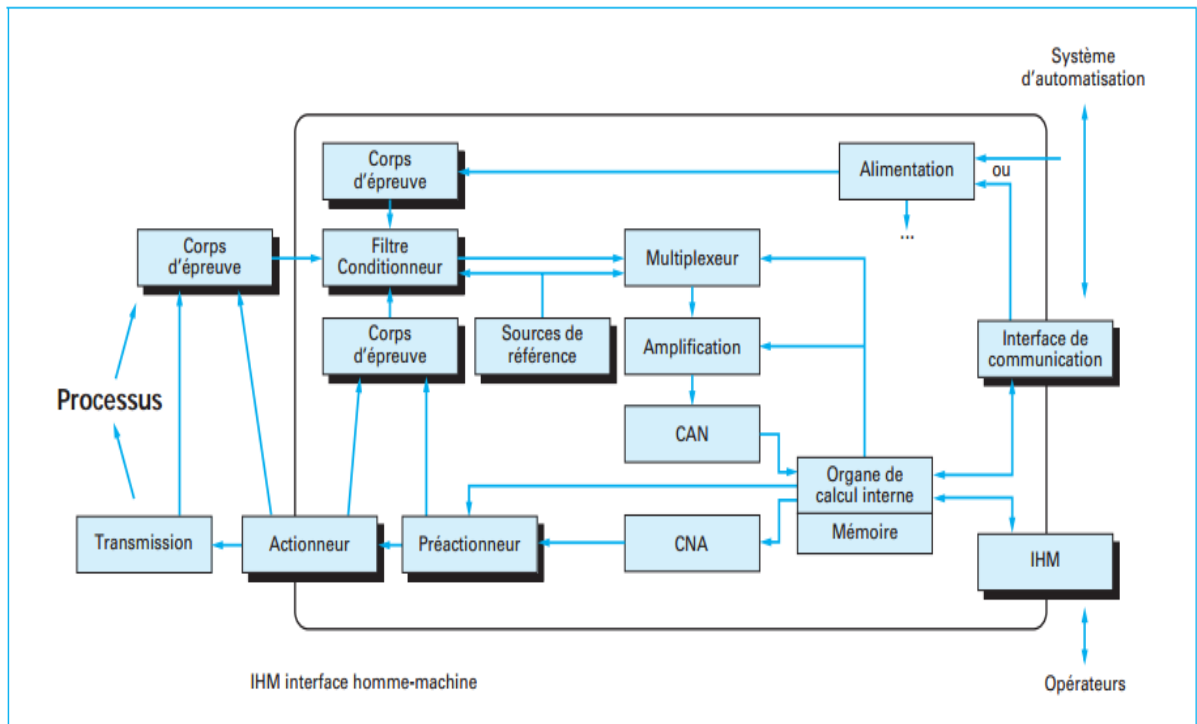 Système
d'automatisation
Corps
d'épreuve
Alimentation
ou
...
Corps
d'épreuve
Filtre
Conditionneur
Multiplexeur
Corps
d'épreuve
Sources de
référence
Amplification
Interface de
communication
Processus
CAN
Organe de
calcul interne
Mémoire
Transmission
Actionneur
Préactionneur
CNA
IHM
IHM interface homme-machine
Opérateurs